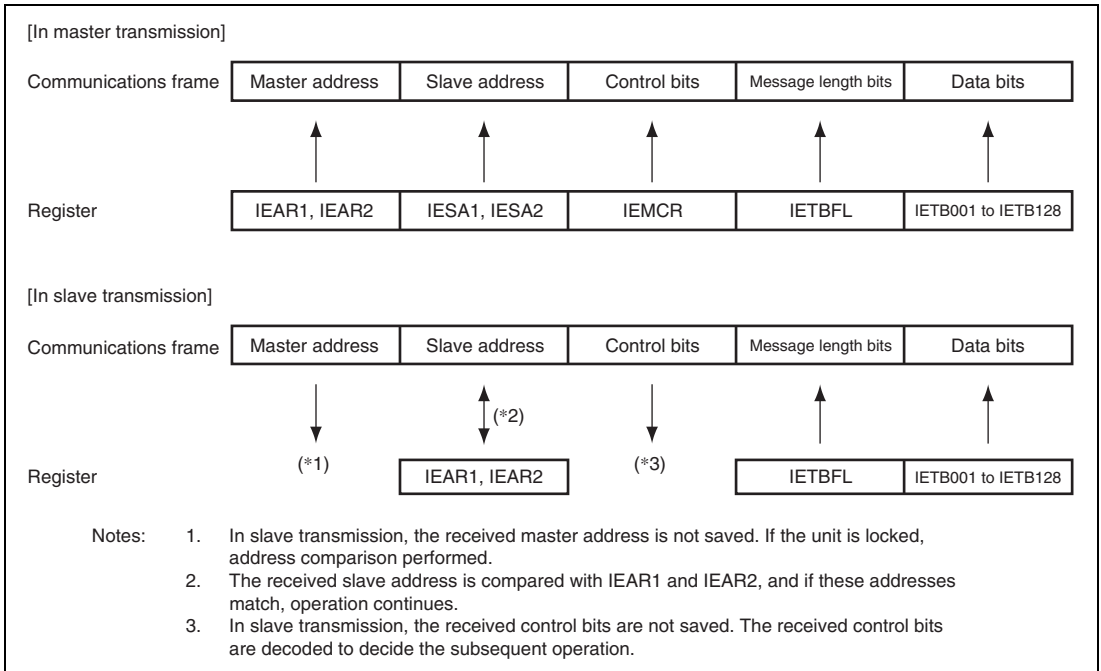 [In master transmission]
Communications frame Master address Slave address Control bits Message length bits Data bits
Register IEAR1, IEAR2 IESA1, IESA2 IEMCR IETBFL IETB001 to IETB128
[In slave transmission]
Communications frame Master address Slave address Control bits Message length bits Data bits
(*2)
Register (*1) IEAR1, IEAR2 (*3) IETBFL IETB001 to IETB128
Notes: 1. In slave transmission, the received master address is not saved. If the unit is locked,
address comparison performed.
2. The received slave address is compared with IEAR1 and IEAR2, and if these addresses
match, operation continues.
3. In slave transmission, the received control bits are not saved. The received control bits
are decoded to decide the subsequent operation.